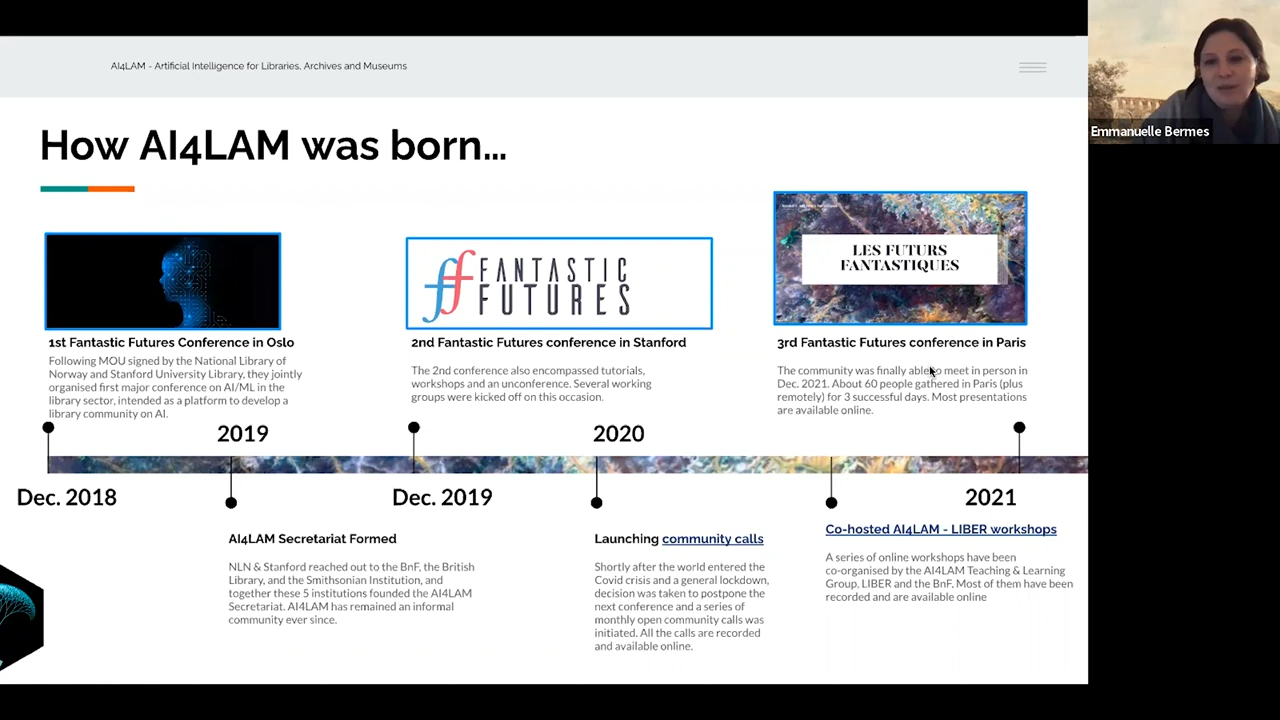 AI4LAM - Artificial Intelligence for Libraries, Archives and Museums
Emmanuelle Bermes
How AI4LAM was born...
FANTASTIC
FUTURES
LES FUTURS
FANTASTIQUES
1st Fantastic Futures Conference in Oslo
Following MOU signed by the National Library of
Norway and Stanford University Library, they jointly
organised first major conference on AI/ML in the
library sector, intended as a platform to develop a
library community on AI.
2nd Fantastic Futures conference in Stanford
The 2nd conference also encompassed tutorials,
workshops and an unconference. Several working
groups were kicked off on this occasion.
3rd Fantastic Futures conference in Paris
The community was finally able to meet in person in
Dec. 2021. About 60 people gathered in Paris (plus
remotely) for 3 successful days. Most presentations
are available online.
2019
2020
Dec. 2018
Dec. 2019
2021
AI4LAM Secretariat Formed
NLN & Stanford reached out to the BnF, the British
Library, and the Smithsonian Institution, and
together these 5 institutions founded the AI4LAM
Secretariat. AI4LAM has remained an informal
community ever since.
Launching community calls
Shortly after the world entered the
Covid crisis and a general lockdown,
decision was taken to postpone the
next conference and a series of
monthly open community calls was
initiated. All the calls are recorded
and available online.
Co-hosted AI4LAM - LIBER workshops
A series of online workshops have been
co-organised by the AI4LAM Teaching & Learning
Group, LIBER and the BnF. Most of them have been
recorded and are available online